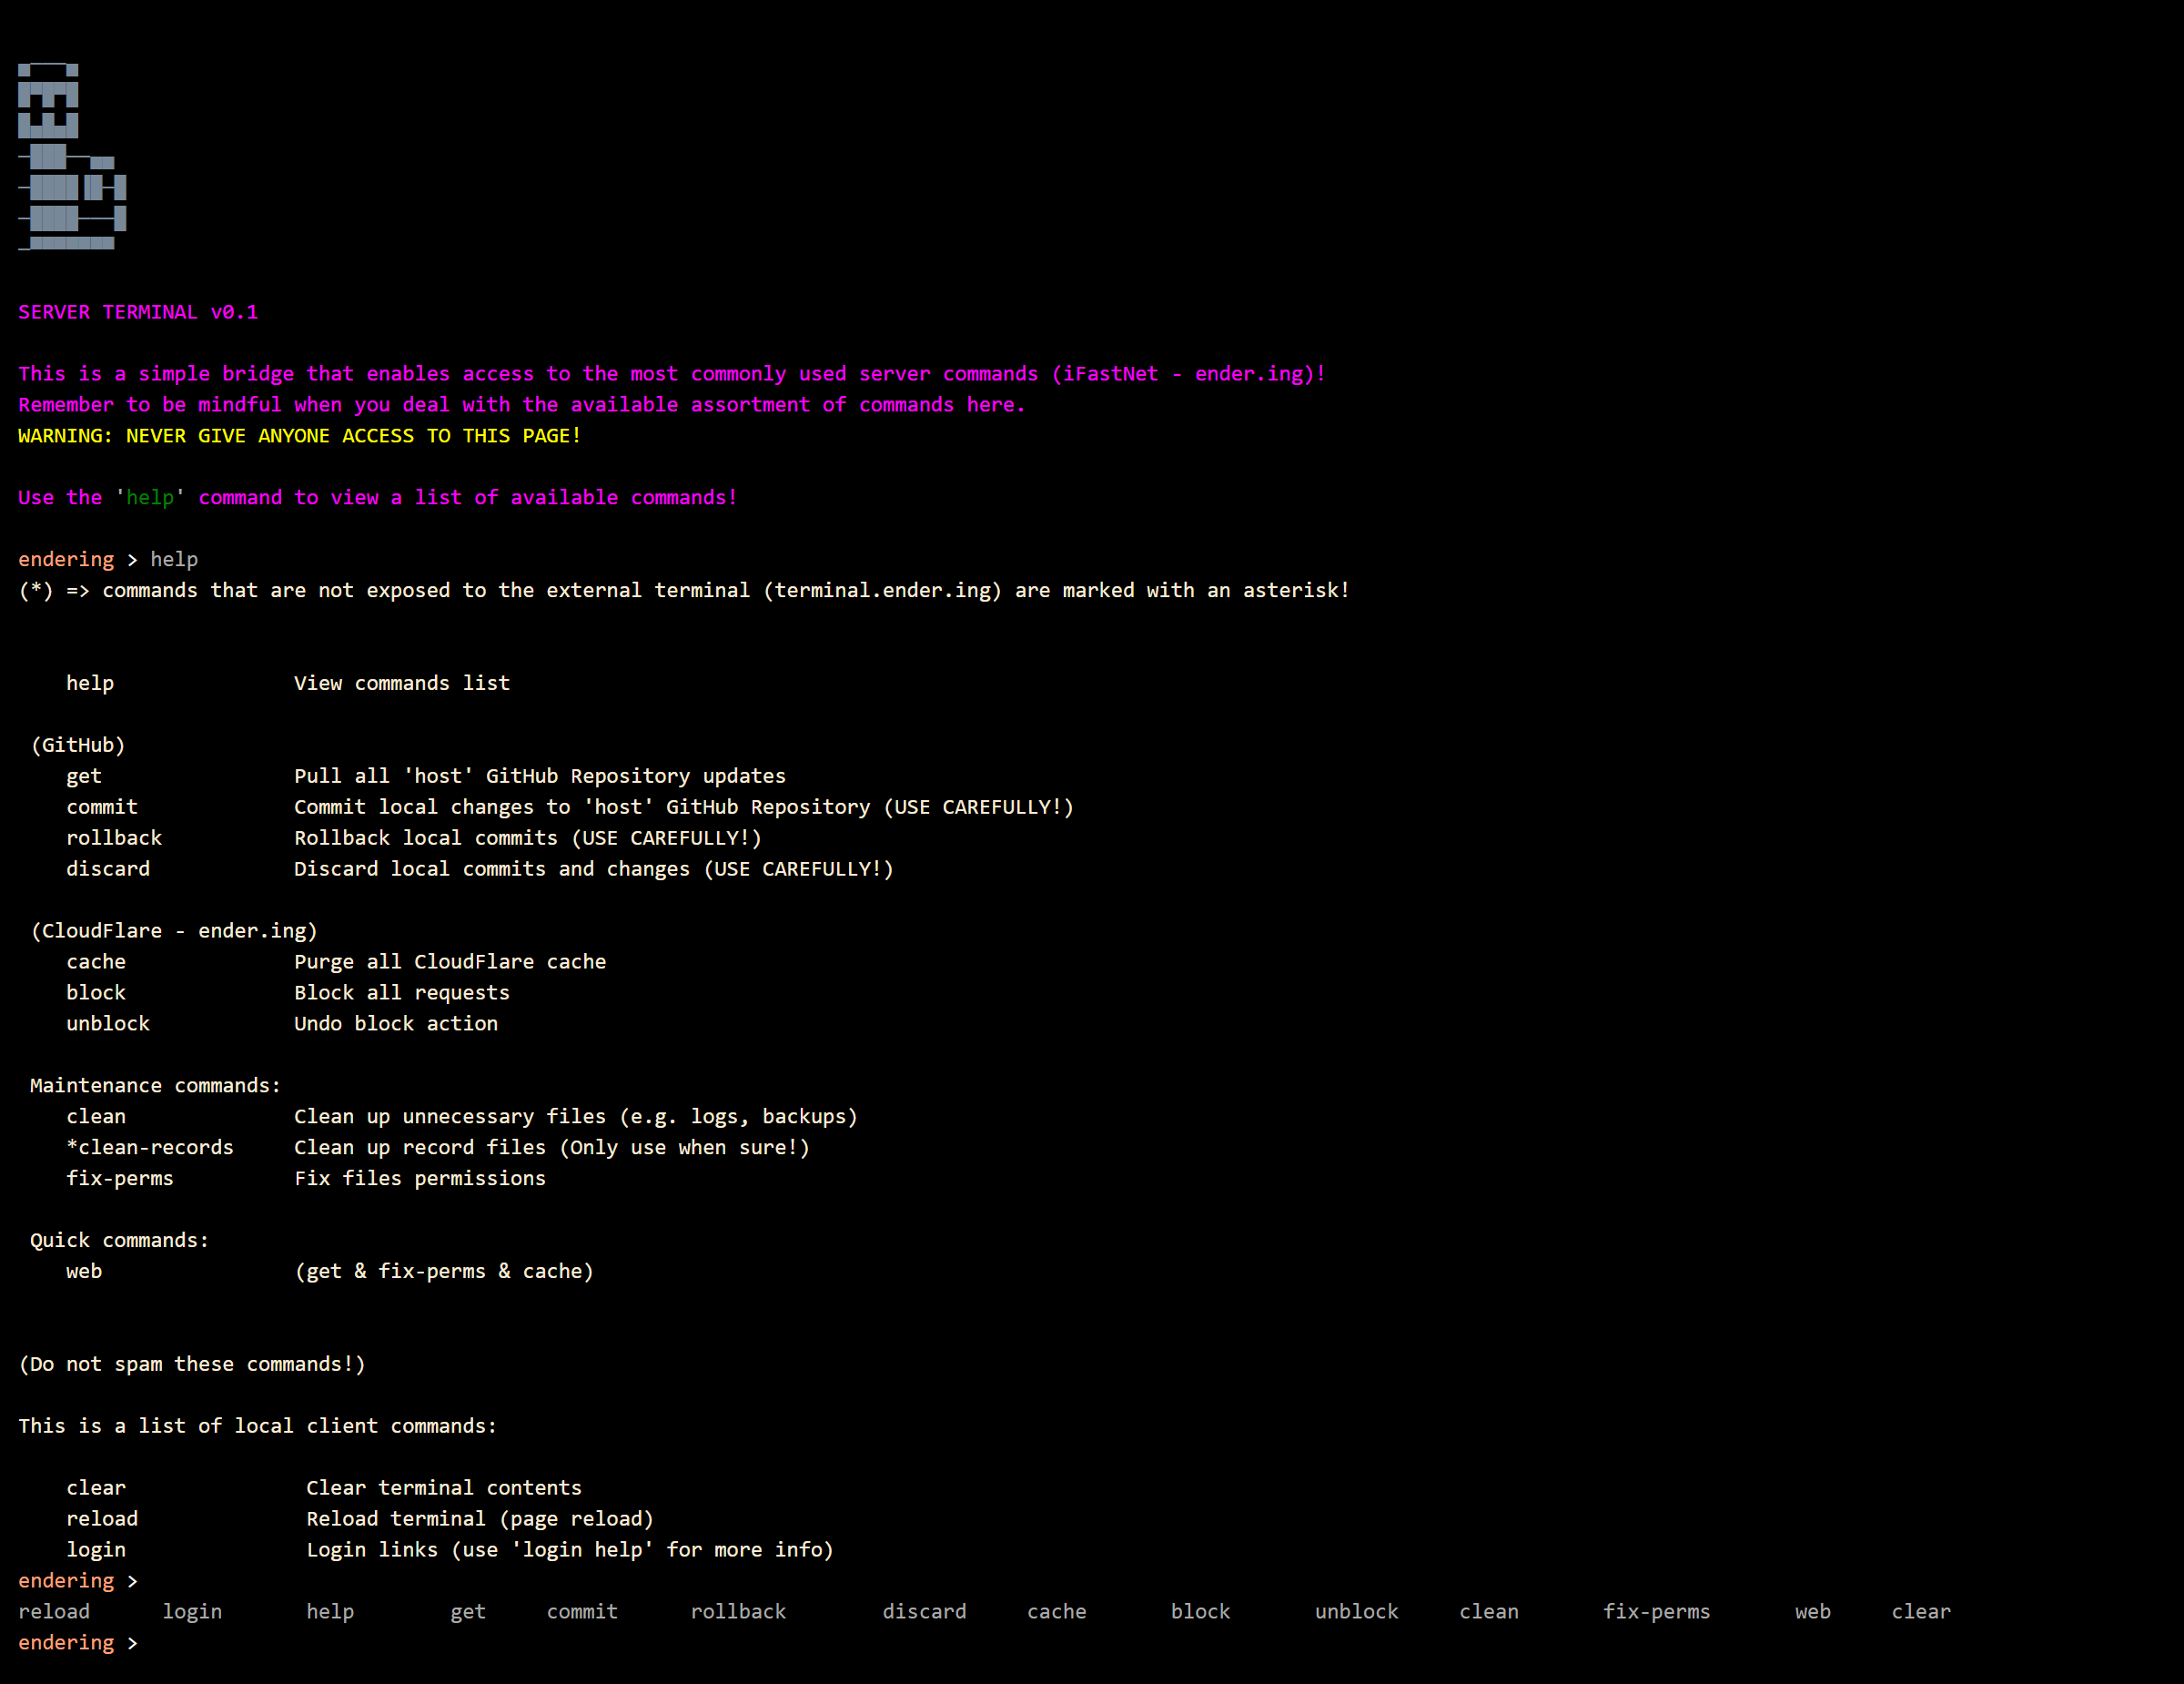 SERVER TERMINAL v0.1
This is a simple bridge that enables access to the most commonly used server commands (iFastNet - ender.ing)!
Remember to be mindful when you deal with the available assortment of commands here.
WARNING: NEVER GIVE ANYONE ACCESS TO THIS PAGE!
Use the 'help' command to view a list of available commands!
endering > help
(*) => commands that are not exposed to the external terminal (terminal.ender.ing) are marked with an asterisk!
help View commands list
(GitHub)
get Pull all 'host' GitHub Repository updates
commit Commit local changes to 'host' GitHub Repository (USE CAREFULLY!)
rollback Rollback local commits (USE CAREFULLY!)
discard Discard local commits and changes (USE CAREFULLY!)
(CloudFlare - ender.ing)
cache Purge all CloudFlare cache
block Block all requests
unblock Undo block action
Maintenance commands:
clean Clean up unnecessary files (e.g. logs, backups)
*clean-records Clean up record files (Only use when sure!)
fix-perms Fix files permissions
Quick commands:
web (get & fix-perms & cache)
(Do not spam these commands!)
This is a list of local client commands:
clear Clear terminal contents
reload Reload terminal (page reload)
login Login links (use 'login help' for more info)
endering >
reload login help get commit rollback discard cache block unblock clean fix-perms web clear
endering >